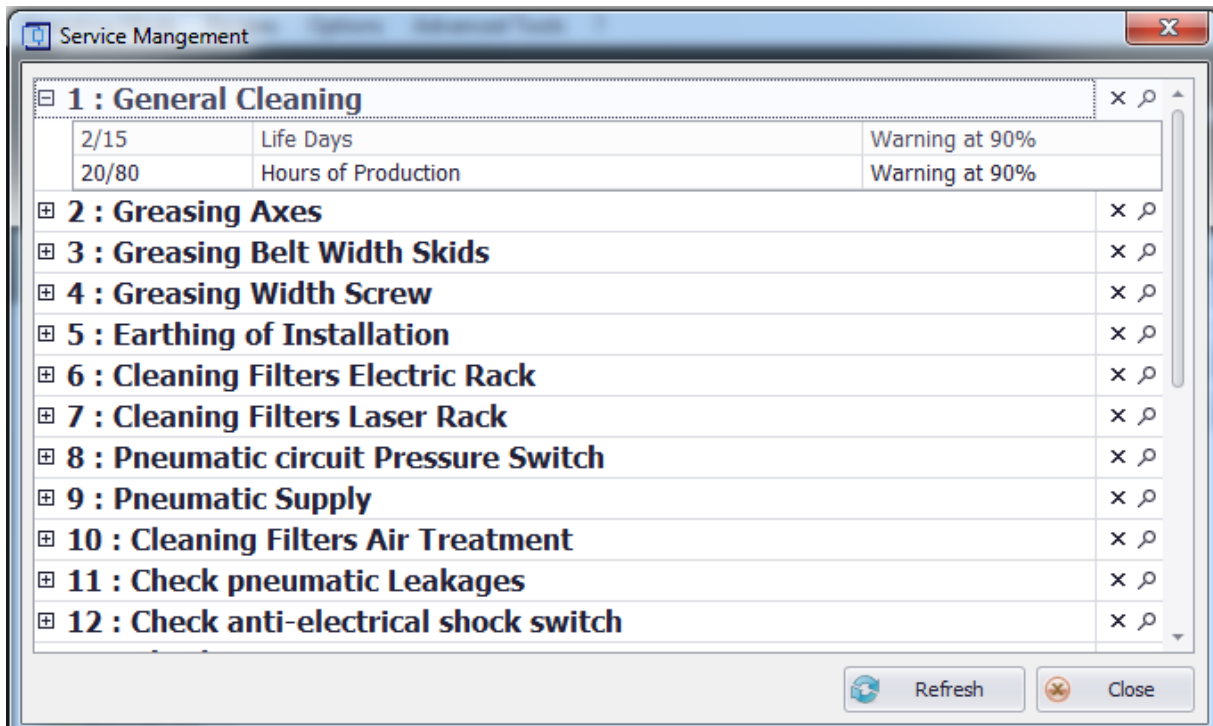 Options Advanced Tools ?
Service Mangement
1 : General Cleaning
2/15 Life Days Warning at 90%
20/80 Hours of Production Warning at 90%
2 : Greasing Axes
3 : Greasing Belt Width Skids
4 : Greasing Width Screw
5 : Earthing of Installation
6 : Cleaning Filters Electric Rack
7 : Cleaning Filters Laser Rack
8 : Pneumatic circuit Pressure Switch
9 : Pneumatic Supply
10 : Cleaning Filters Air Treatment
11 : Check pneumatic Leakages
12 : Check anti-electrical shock switch
Refresh Close